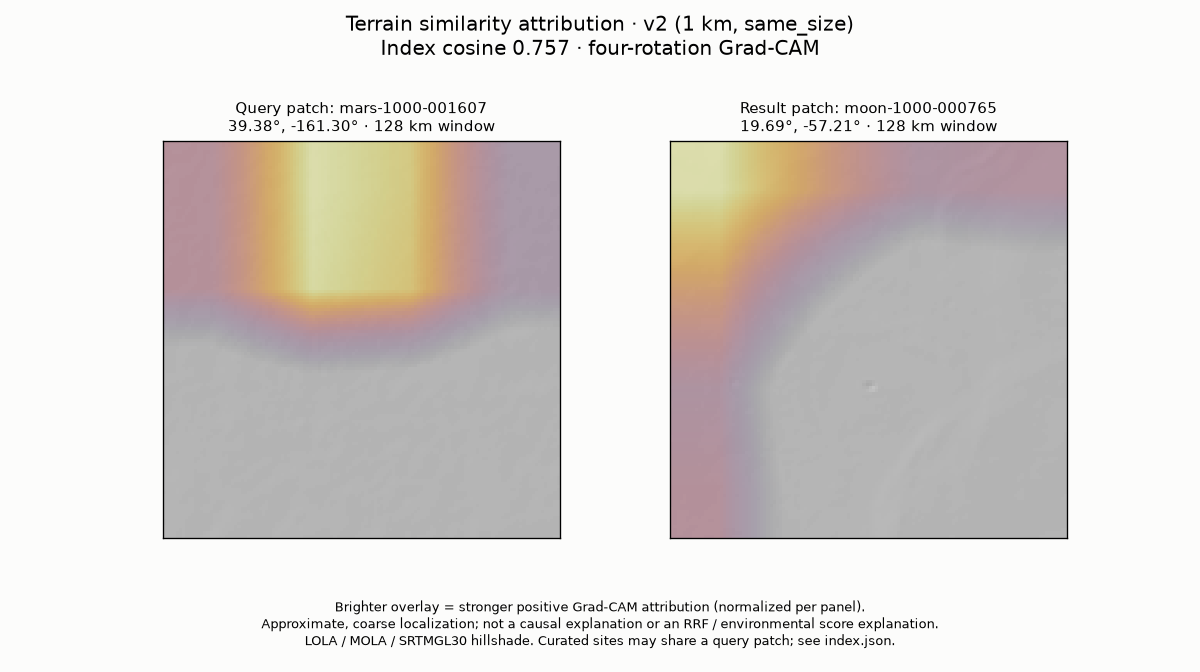 Terrain similarity attribution · v2 (1 km, same_size)
Index cosine 0.757 · four-rotation Grad-CAM
Query patch: mars-1000-001607
39.38°, -161.30° · 128 km window
Result patch: moon-1000-000765
19.69°, -57.21° · 128 km window
Brighter overlay = stronger positive Grad-CAM attribution (normalized per panel).
Approximate, coarse localization; not a causal explanation or an RRF / environmental score explanation.
LOLA / MOLA / SRTMGL30 hillshade. Curated sites may share a query patch; see index.json.